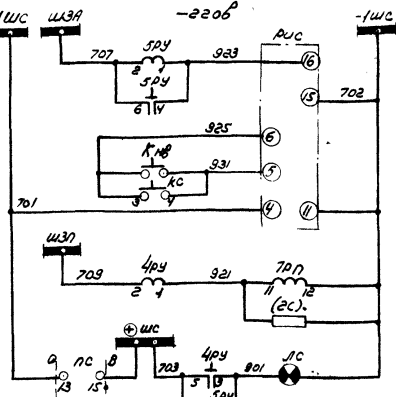 1ШС ШЗА -220В -1ШС
707 5РУ 923 РИС
2 1 16
5РУ
6 4 15 702
925 6
КНВ 931 5
КС
3 4
701 4 11
ШЗП
709 4РУ 921 7РП
2 1 11 12
(2С).
+ ШС
О ПС В 703 4РУ 901 ЛС
13 15 5 3
5РУ